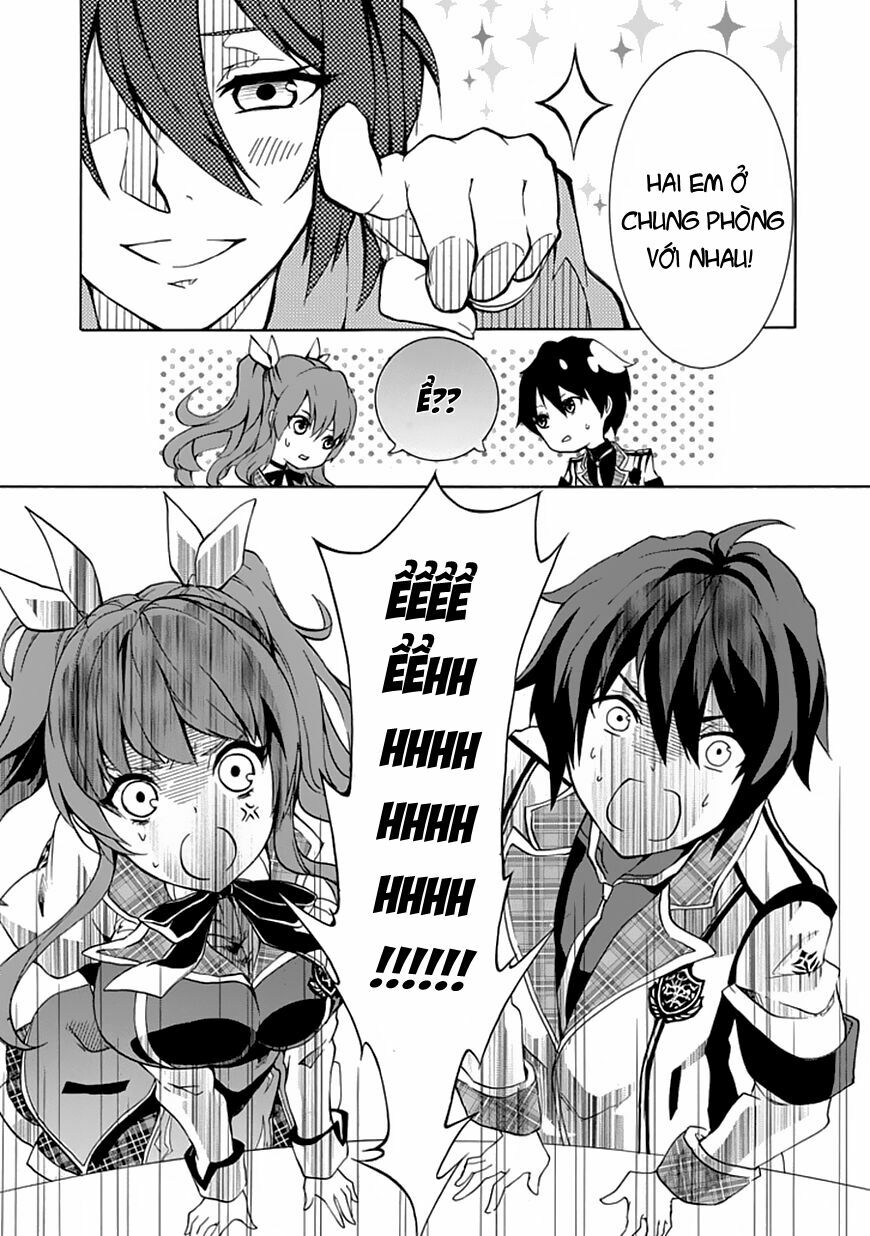 HAI EM Ở
CHUNG PHÒNG
VỚI NHAU!
Ể??
ỂỂỂỂ
ỂỂHH
HHHH
HHHH
HHHH
!!!!!!